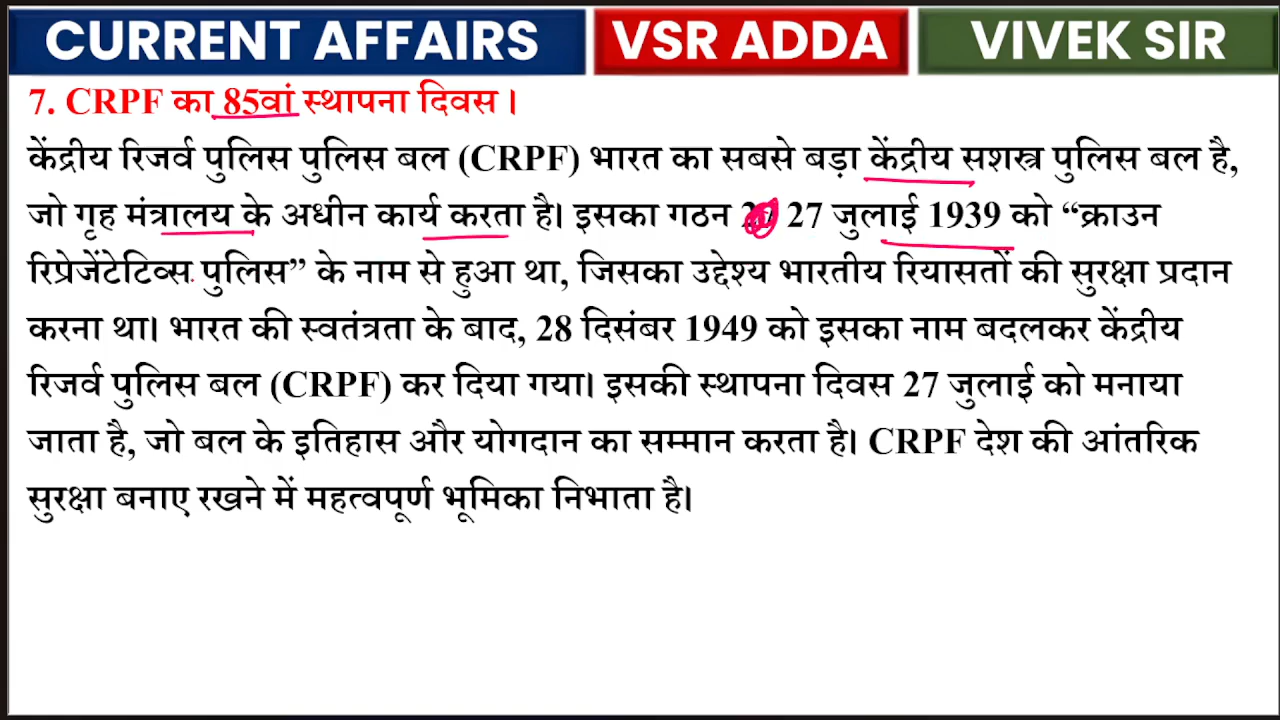 CURRENT AFFAIRS VSR ADDA VIVEK SIR
7. CRPF का 85वां स्थापना दिवस ।
केंद्रीय रिजर्व पुलिस पुलिस बल (CRPF) भारत का सबसे बड़ा केंद्रीय सशस्त्र पुलिस बल है,
जो गृह मंत्रालय के अधीन कार्य करता है। इसका गठन 27 जुलाई 1939 को “क्राउन
रिप्रेजेंटेटिव्स पुलिस” के नाम से हुआ था, जिसका उद्देश्य भारतीय रियासतों की सुरक्षा प्रदान
करना था। भारत की स्वतंत्रता के बाद, 28 दिसंबर 1949 को इसका नाम बदलकर केंद्रीय
रिजर्व पुलिस बल (CRPF) कर दिया गया। इसकी स्थापना दिवस 27 जुलाई को मनाया
जाता है, जो बल के इतिहास और योगदान का सम्मान करता है। CRPF देश की आंतरिक
सुरक्षा बनाए रखने में महत्वपूर्ण भूमिका निभाता है।